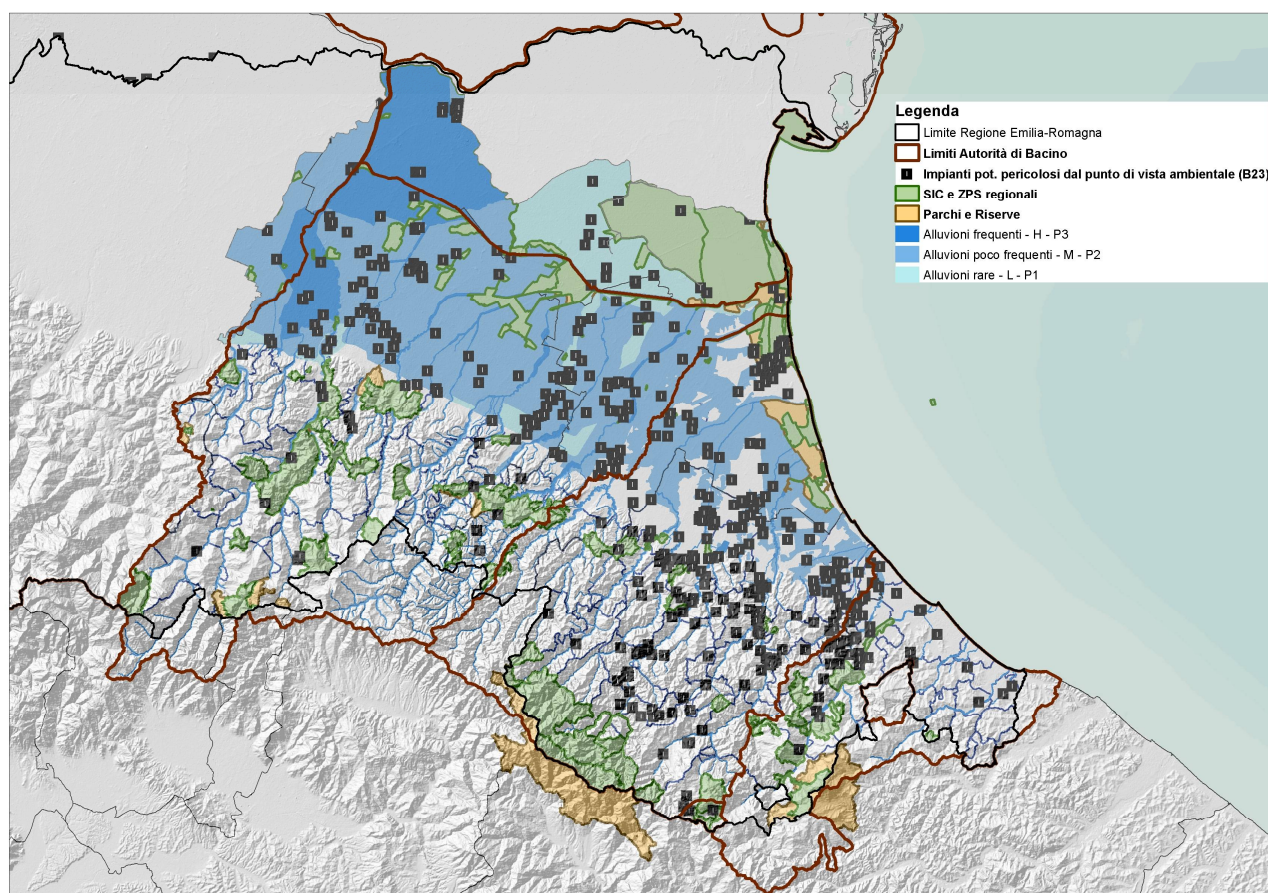 Legenda
Limite Regione Emilia-Romagna
Limiti Autorità di Bacino
Impianti pot. pericolosi dal punto di vista ambientale (B23)
SIC e ZPS regionali
Parchi e Riserve
Alluvioni frequenti - H - P3
Alluvioni poco frequenti - M - P2
Alluvioni rare - L - P1